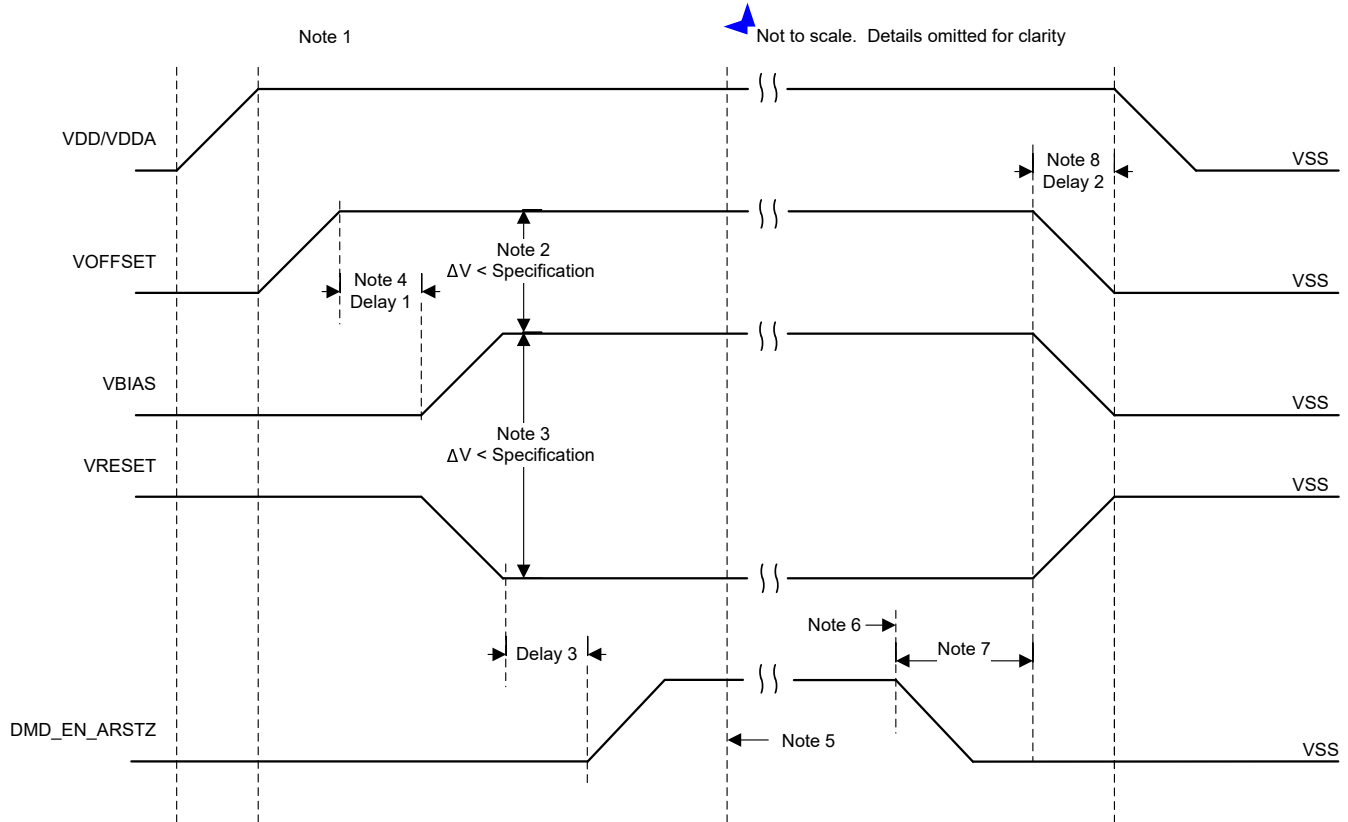 Note 1
Not to scale. Details omitted for clarity
VDD/VDDA
Note 8
Delay 2
VSS
VOFFSET
Note 2
ΔV < Specification
Note 4
Delay 1
VSS
VBIAS
VSS
Note 3
ΔV < Specification
VRESET
VSS
Note 6
Note 7
Delay 3
DMD_EN_ARSTZ
Note 5
VSS